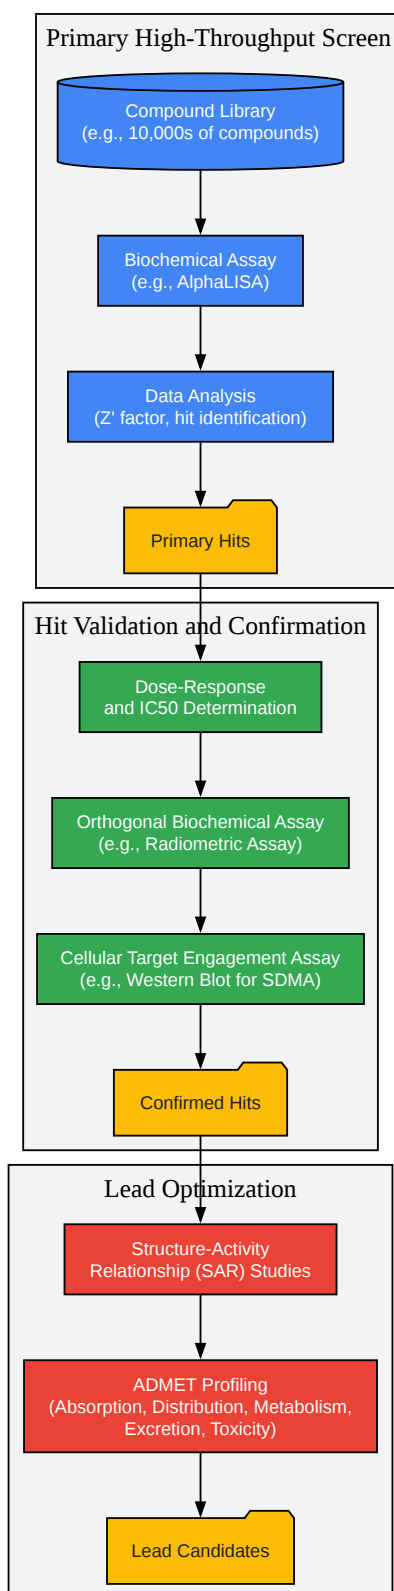 Primary High-Throughput Screen
Compound Library
(e.g., 10,000s of compounds)
Biochemical Assay
(e.g., AlphaLISA)
Data Analysis
(Z' factor, hit identification)
Primary Hits
Hit Validation and Confirmation
Dose-Response
and IC50 Determination
Orthogonal Biochemical Assay
(e.g., Radiometric Assay)
Cellular Target Engagement Assay
(e.g., Western Blot for SDMA)
Confirmed Hits
Lead Optimization
Structure-Activity
Relationship (SAR) Studies
ADMET Profiling
(Absorption, Distribution, Metabolism,
Excretion, Toxicity)
Lead Candidates